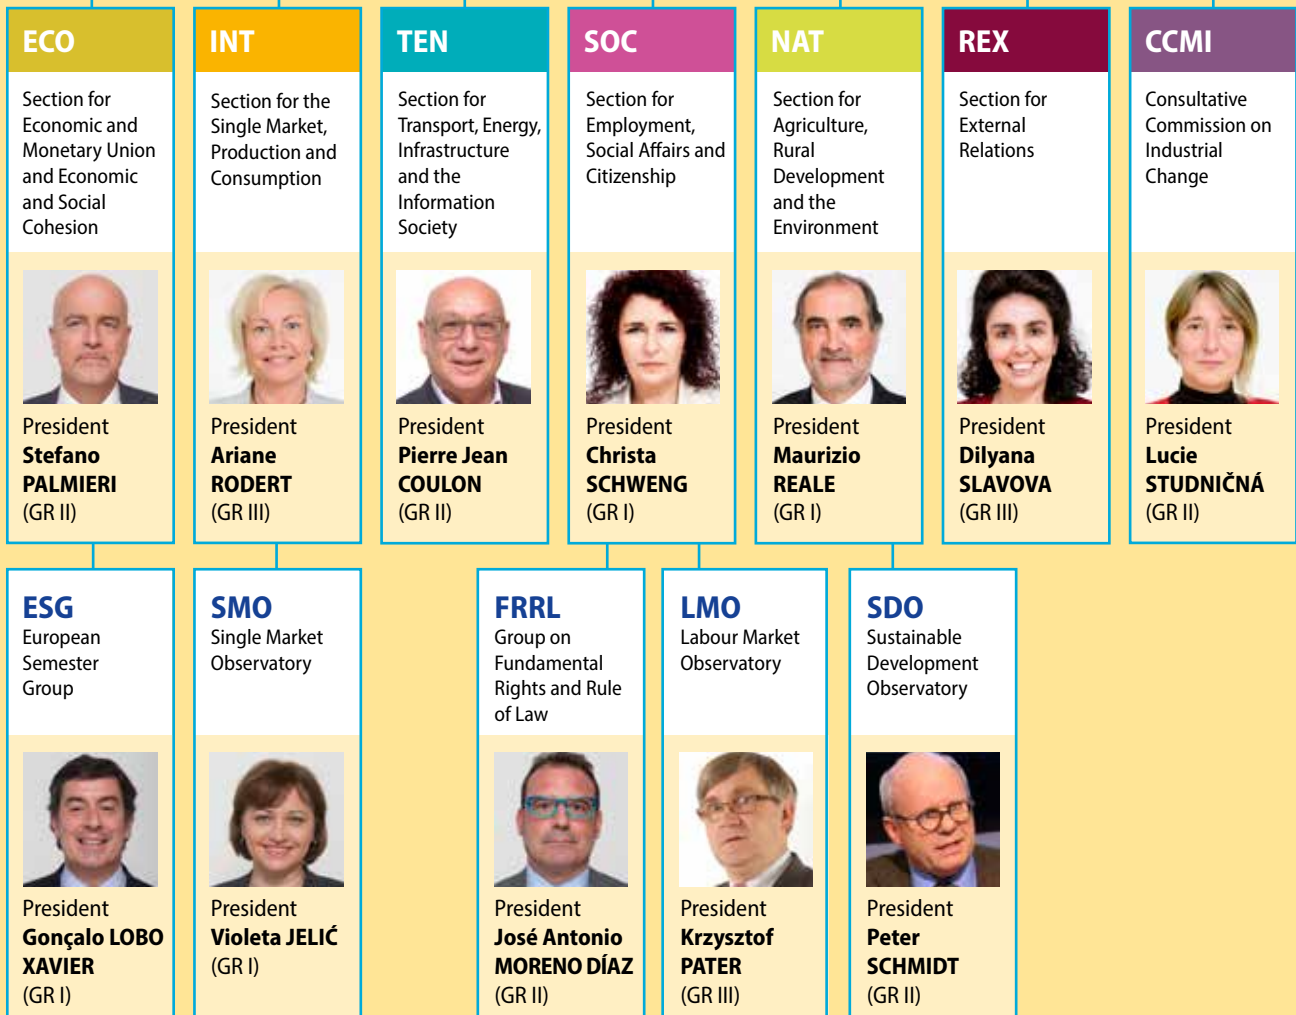 ECO
Section for
Economic and
Monetary Union
and Economic
and Social
Cohesion
President
Stefano
PALMIERI
(GR II)
INT
Section for the
Single Market,
Production and
Consumption
President
Ariane
RODERT
(GR III)
TEN
Section for
Transport, Energy,
Infrastructure
and the
Information
Society
President
Pierre Jean
COULON
(GR II)
SOC
Section for
Employment,
Social Affairs and
Citizenship
President
Christa
SCHWENG
(GR I)
NAT
Section for
Agriculture,
Rural
Development
and the
Environment
President
Maurizio
REALE
(GR I)
REX
Section for
External
Relations
President
Dilyana
SLAVOVA
(GR III)
CCMI
Consultative
Commission on
Industrial
Change
President
Lucie
STUDNIČNÁ
(GR II)
ESG
European
Semester
Group
President
Gonçalo LOBO
XAVIER
(GR I)
SMO
Single Market
Observatory
President
Violeta JELIĆ
(GR I)
FRRL
Group on
Fundamental
Rights and Rule
of Law
President
José Antonio
MORENO DÍAZ
(GR II)
LMO
Labour Market
Observatory
President
Krzysztof
PATER
(GR III)
SDO
Sustainable
Development
Observatory
President
Peter
SCHMIDT
(GR II)